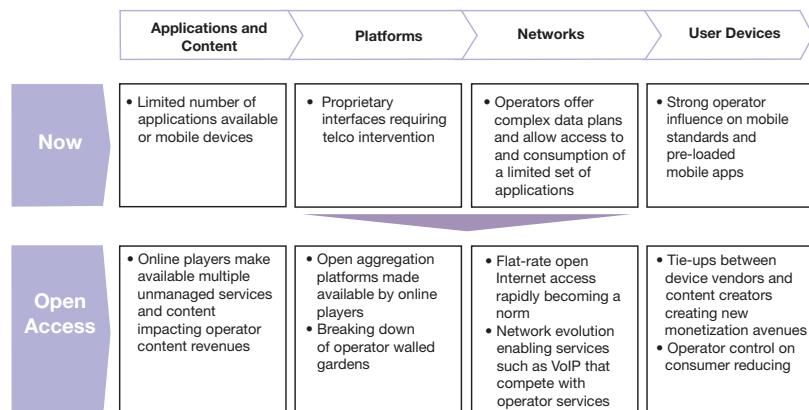 Applications and
Content
Platforms
Networks
User Devices
Now
• Limited number of
applications available
or mobile devices
• Proprietary
interfaces requiring
telco intervention
• Operators offer
complex data plans
and allow access to
and consumption of
a limited set of
applications
• Strong operator
influence on mobile
standards and
pre-loaded
mobile apps
Open
Access
• Online players make
available multiple
unmanaged services
and content
impacting operator
content revenues
• Open aggregation
platforms made
available by online
players
• Breaking down
of operator walled
gardens
• Flat-rate open
Internet access
rapidly becoming a
norm
• Network evolution
enabling services
such as VoIP that
compete with
operator services
• Tie-ups between
device vendors and
content creators
creating new
monetization avenues
• Operator control on
consumer reducing